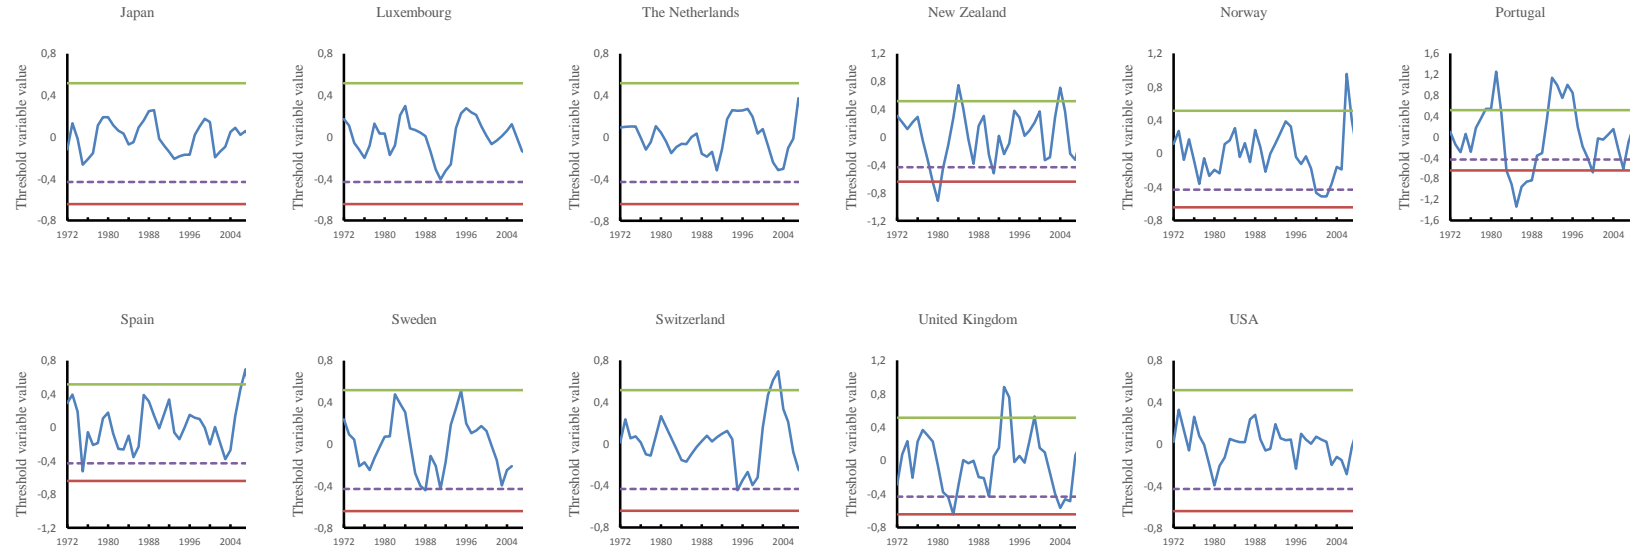 Japan
Threshold variable value
0,8
0,4
0
-0,4
-0,8
1972 1980 1988 1996 2004
Luxembourg
Threshold variable value
0,8
0,4
0
-0,4
-0,8
1972 1980 1988 1996 2004
The Netherlands
Threshold variable value
0,8
0,4
0
-0,4
-0,8
1972 1980 1988 1996 2004
New Zealand
Threshold variable value
1,2
0,8
0,4
0
-0,4
-0,8
-1,2
1972 1980 1988 1996 2004
Norway
Threshold variable value
1,2
0,8
0,4
0
-0,4
-0,8
1972 1980 1988 1996 2004
Portugal
Threshold variable value
1,6
1,2
0,8
0,4
0
-0,4
-0,8
-1,2
-1,6
1972 1980 1988 1996 2004
Spain
Threshold variable value
0,8
0,4
0
-0,4
-0,8
-1,2
1972 1980 1988 1996 2004
Sweden
Threshold variable value
0,8
0,4
0
-0,4
-0,8
1972 1980 1988 1996 2004
Switzerland
Threshold variable value
0,8
0,4
0
-0,4
-0,8
1972 1980 1988 1996 2004
United Kingdom
Threshold variable value
1,2
0,8
0,4
0
-0,4
-0,8
1972 1980 1988 1996 2004
USA
Threshold variable value
0,8
0,4
0
-0,4
-0,8
1972 1980 1988 1996 2004